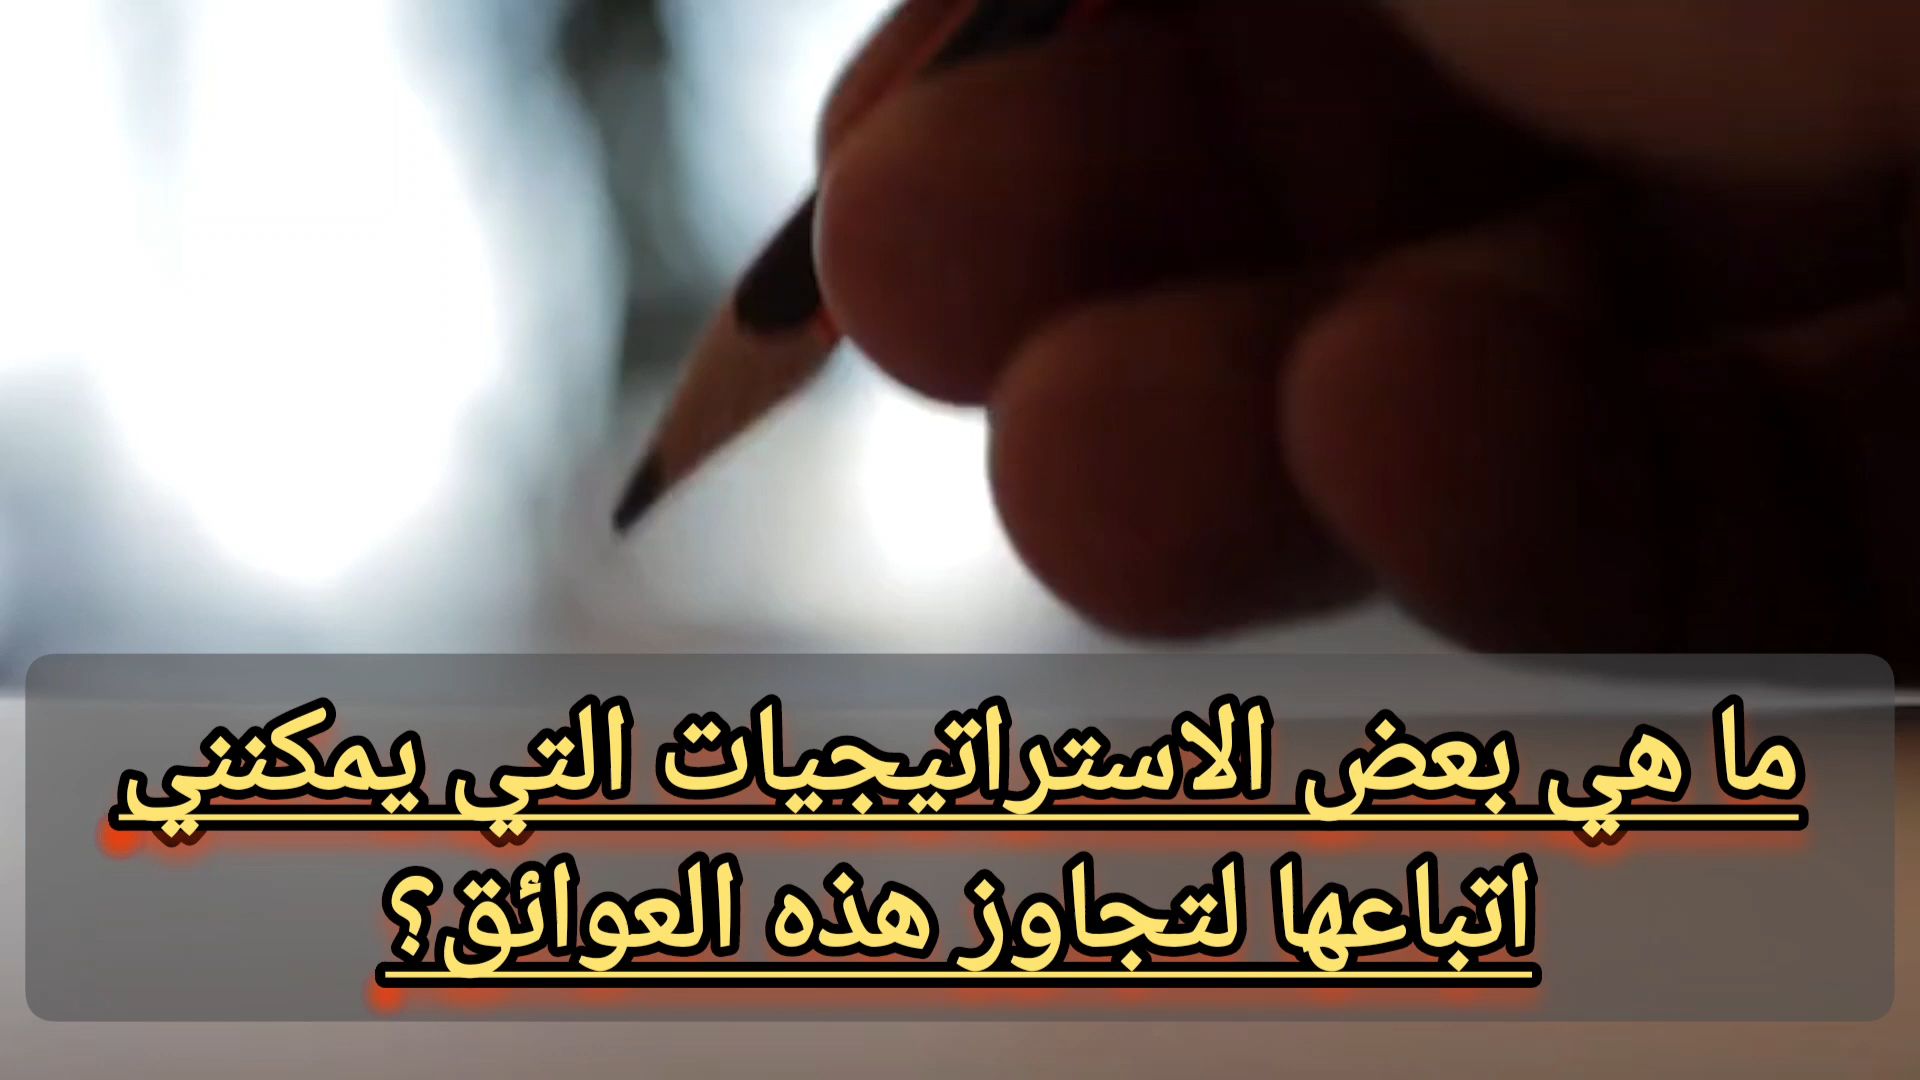 ما هي بعض الاستراتيجيات التي يمكنني
اتباعها لتجاوز هذه العوائق؟